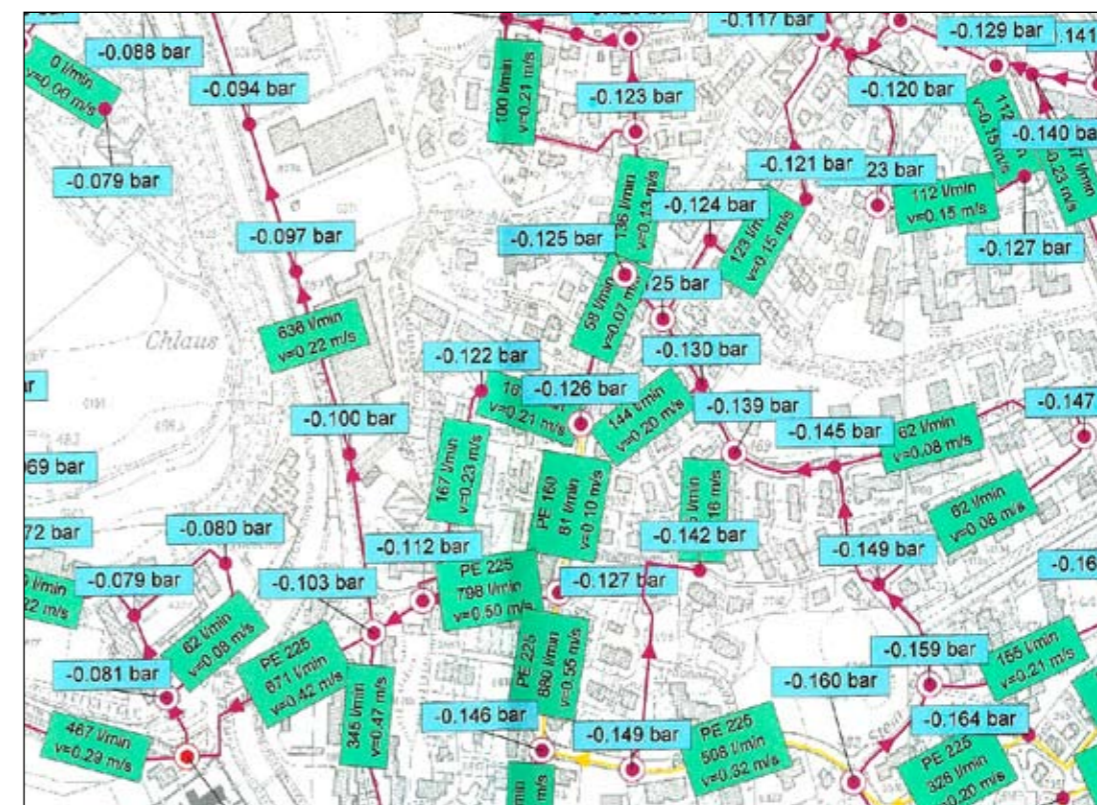 -0.117 bar
-0.129 bar
-0.088 bar
0 l/min
v=0.00 m/s
-0.094 bar
100 l/min
v=0.21 m/s
-0.123 bar
-0.120 bar
-0.079 bar
-0.121 bar
112 l/min
v=0.15 m/s
-0.127 bar
-0.097 bar
-0.125 bar
136 l/min
v=0.13 m/s
-0.124 bar
123 l/min
v=0.15 m/s
58 l/min
v=0.07 m/s
Chlaus
636 l/min
v=0.22 m/s
-0.122 bar
-0.130 bar
-0.126 bar
v=0.21 m/s
144 l/min
v=0.20 m/s
-0.139 bar
-0.147
-0.100 bar
-0.145 bar
62 l/min
v=0.08 m/s
167 l/min
v=0.23 m/s
PE 160
81 l/min
v=0.10 m/s
62 l/min
v=0.08 m/s
-0.080 bar
-0.112 bar
-0.142 bar
-0.149 bar
-0.079 bar
-0.103 bar
PE 225
798 l/min
v=0.50 m/s
-0.127 bar
62 l/min
v=0.08 m/s
PE 225
671 l/min
v=0.42 m/s
PE 225
880 l/min
v=0.55 m/s
-0.081 bar
345 l/min
v=0.47 m/s
-0.159 bar
155 l/min
v=0.21 m/s
-0.160 bar
467 l/min
v=0.29 m/s
-0.146 bar
-0.149 bar
PE 225
508 l/min
v=0.32 m/s
-0.164 bar
PE 225
326 l/min
v=0.20 m/s